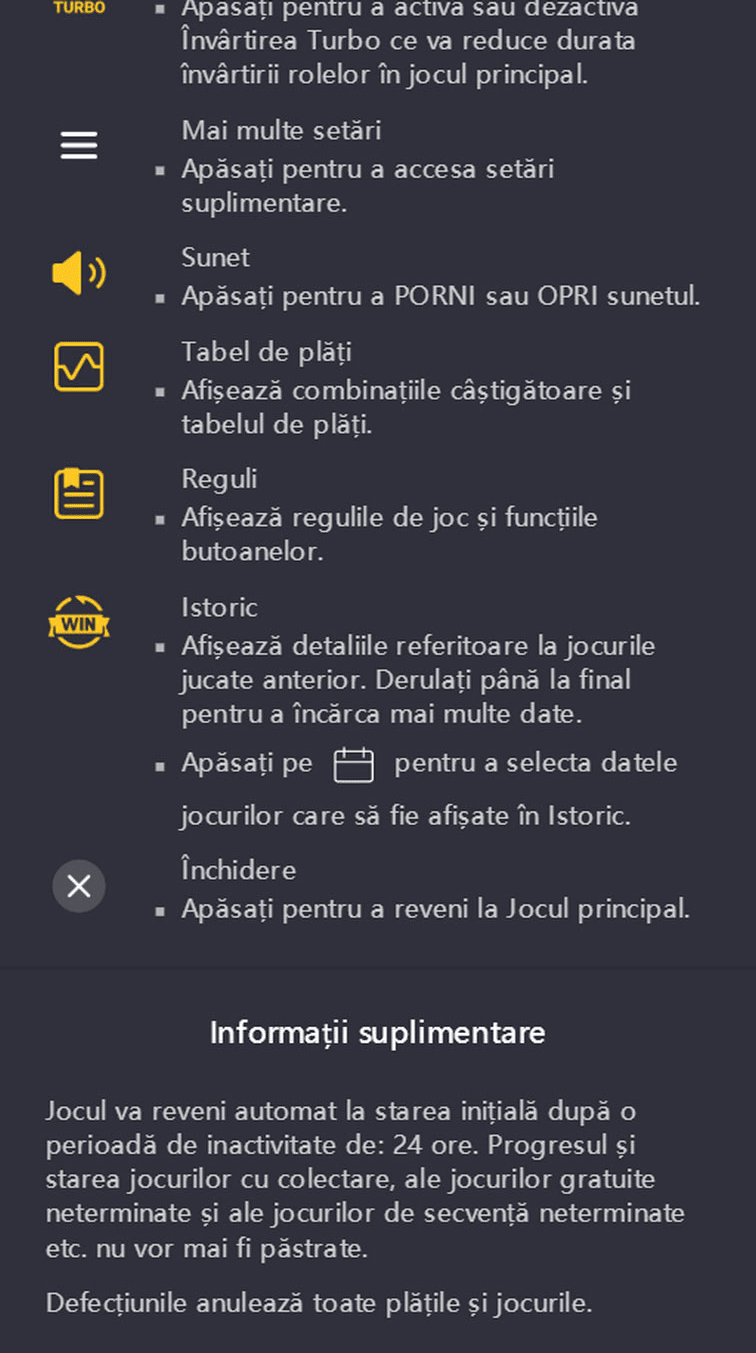 TURBO
Apăsați pentru a activa sau dezactiva
Învârtirea Turbo ce va reduce durata
învârtirii rolelor în jocul principal.
Mai multe setări
Apăsați pentru a accesa setări
suplimentare.
Sunet
Apăsați pentru a PORNI sau OPRI sunetul.
Tabel de plăți
Afișează combinațiile câștigătoare și
tabelul de plăți.
Reguli
Afișează regulile de joc și funcțiile
butoanelor.
WIN
Istoric
Afișează detaliile referitoare la jocurile
jucate anterior. Derulați până la final
pentru a încărca mai multe date.
Apăsați pe pentru a selecta datele
jocurilor care să fie afișate în Istoric.
Închidere
Apăsați pentru a reveni la Jocul principal.
Informații suplimentare
Jocul va reveni automat la starea inițială după o
perioadă de inactivitate de: 24 ore. Progresul și
starea jocurilor cu colectare, ale jocurilor gratuite
neterminate și ale jocurilor de secvență neterminate
etc. nu vor mai fi păstrate.
Defecțiunile anulează toate plățile și jocurile.